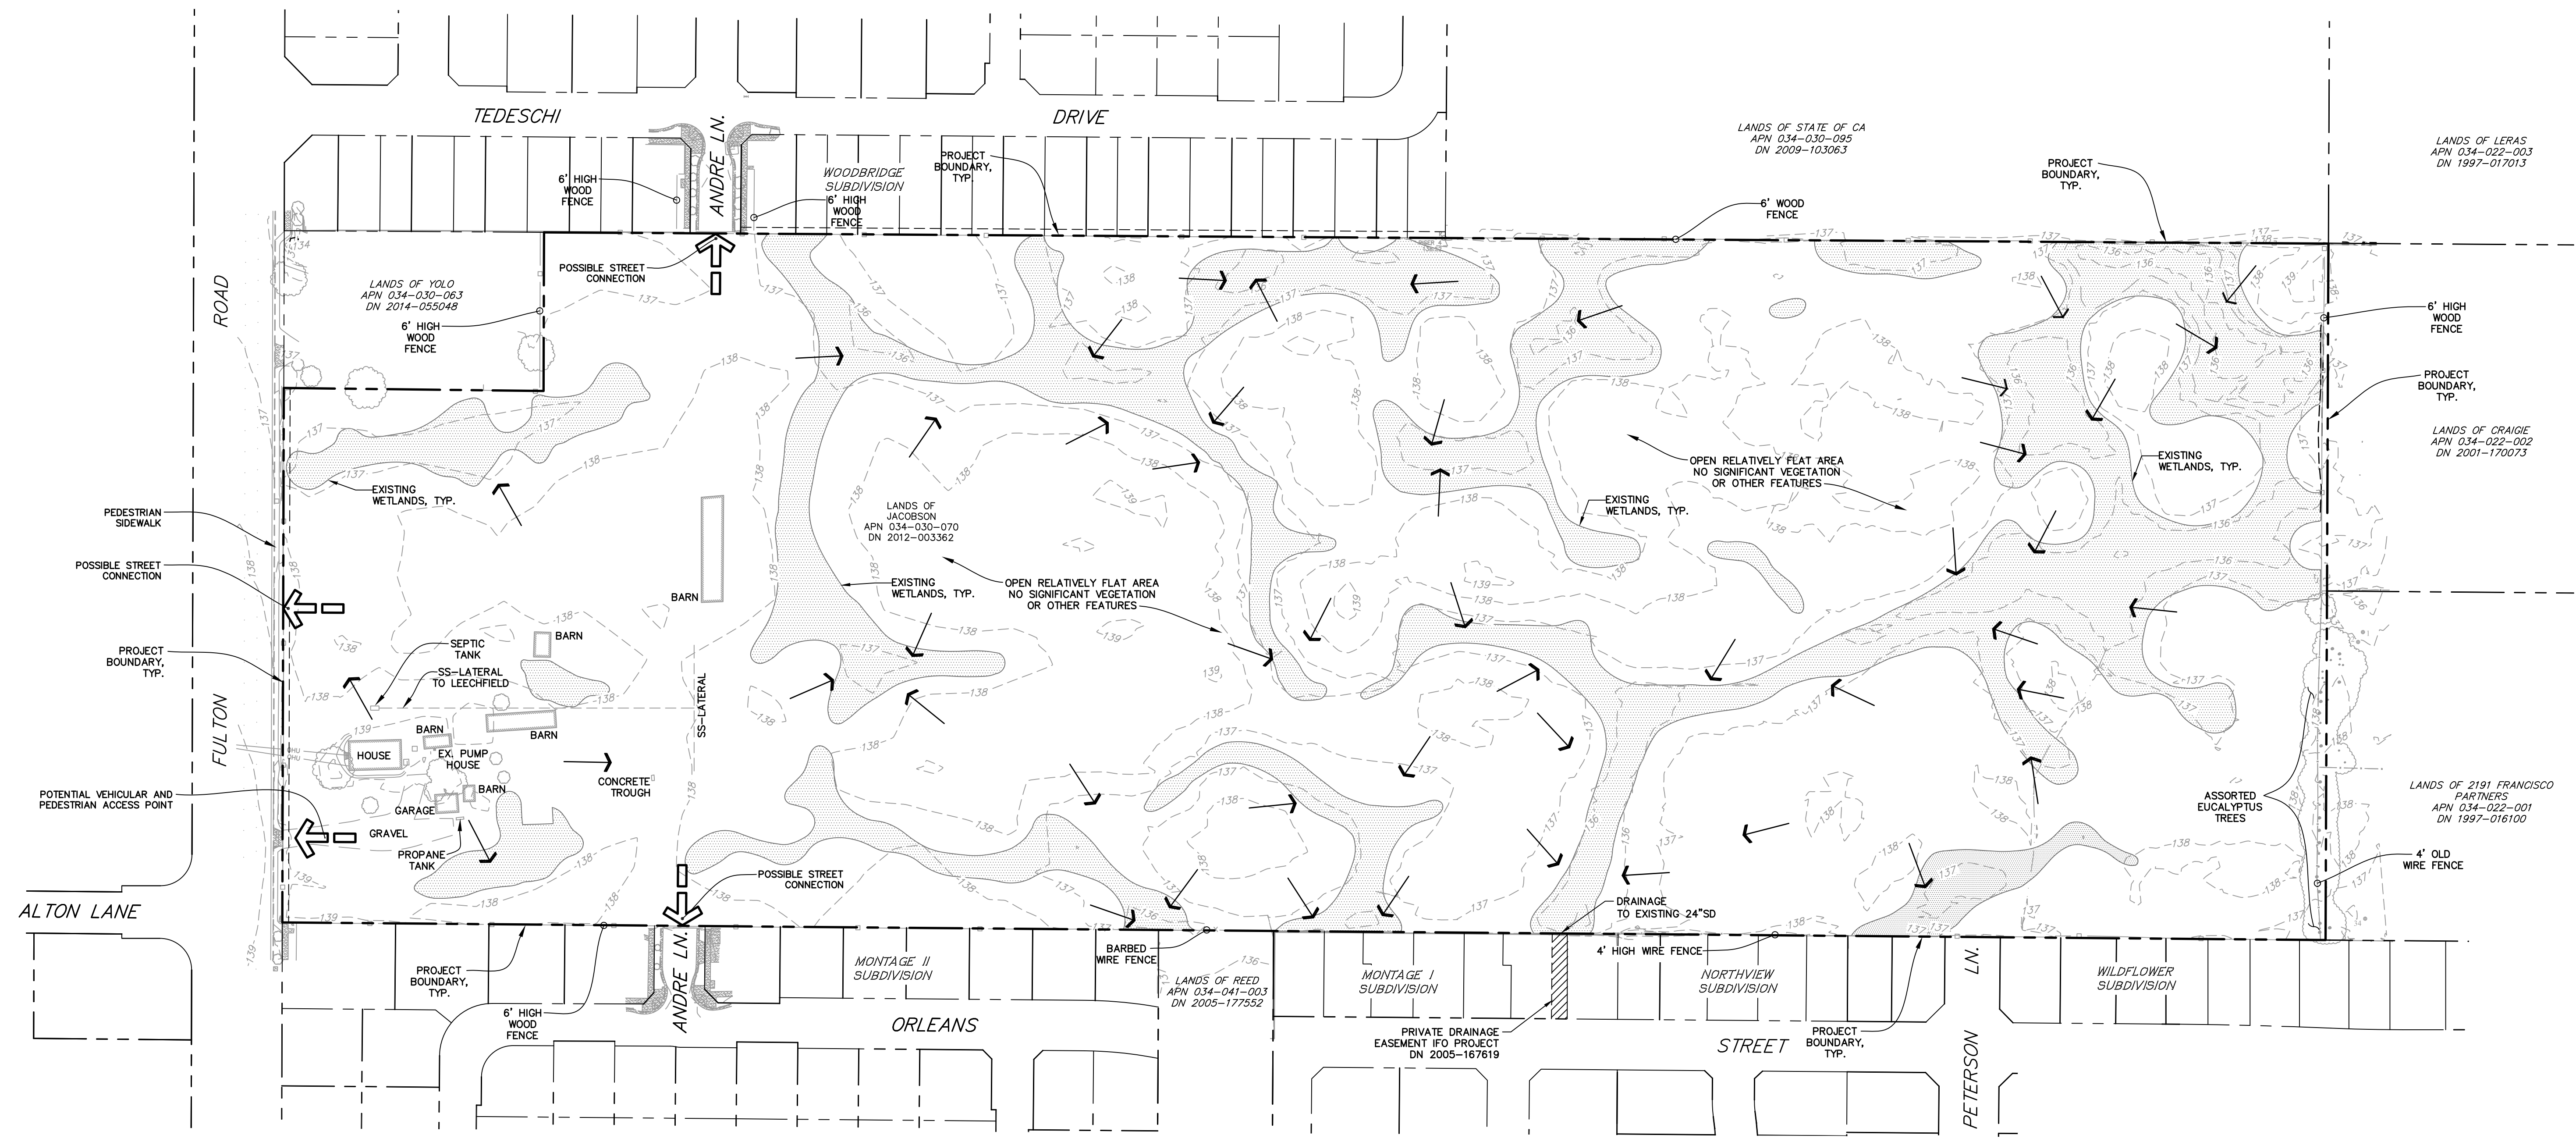 TEDESCHI
DRIVE
ANDRE LN.
ROAD
FULTON
ALTON LANE
LANDS OF STATE OF CA
APN 034-030-095
DN 2009-103063
LANDS OF LERAS
APN 034-022-003
DN 1997-017013
PROJECT
BOUNDARY,
TYP.
PROJECT
BOUNDARY,
TYP.
WOODBRIDGE
SUBDIVISION
6' HIGH
WOOD
FENCE
6' HIGH
WOOD
FENCE
6' WOOD
FENCE
POSSIBLE STREET
CONNECTION
LANDS OF YOLO
APN 034-030-063
DN 2014-055048
6' HIGH
WOOD
FENCE
6' HIGH
WOOD
FENCE
PROJECT
BOUNDARY,
TYP.
LANDS OF CRAIGIE
APN 034-022-002
DN 2001-170073
EXISTING
WETLANDS, TYP.
OPEN RELATIVELY FLAT AREA
NO SIGNIFICANT VEGETATION
OR OTHER FEATURES
EXISTING
WETLANDS, TYP.
EXISTING
WETLANDS, TYP.
PEDESTRIAN
SIDEWALK
LANDS OF
JACOBSON
APN 034-030-070
DN 2012-003362
POSSIBLE STREET
CONNECTION
BARN
EXISTING
WETLANDS, TYP.
OPEN RELATIVELY FLAT AREA
NO SIGNIFICANT VEGETATION
OR OTHER FEATURES
BARN
SEPTIC
TANK
SS-LATERAL
TO LEECHFIELD
PROJECT
BOUNDARY,
TYP.
SS-LATERAL
BARN
BARN
HOUSE
EX. PUMP
HOUSE
OHU
OHU
CONCRETE
TROUGH
BARN
GARAGE
GRAVEL
PROPANE
TANK
POTENTIAL VEHICULAR AND
PEDESTRIAN ACCESS POINT
ASSORTED
EUCALYPTUS
TREES
LANDS OF 2191 FRANCISCO
PARTNERS
APN 034-022-001
DN 1997-016100
4' OLD
WIRE FENCE
POSSIBLE STREET
CONNECTION
DRAINAGE
TO EXISTING 24"SD
BARBED
WIRE FENCE
4' HIGH WIRE FENCE
PROJECT
BOUNDARY,
TYP.
6' HIGH
WOOD
FENCE
ANDRE LN.
MONTAGE II
SUBDIVISION
LANDS OF REED
APN 034-041-003
DN 2005-177552
MONTAGE I
SUBDIVISION
NORTHVIEW
SUBDIVISION
WILDFLOWER
SUBDIVISION
ORLEANS
STREET
PRIVATE DRAINAGE
EASEMENT IFO PROJECT
DN 2005-167619
PROJECT
BOUNDARY,
TYP.
PETERSON
LN.
134
136
137
138
139